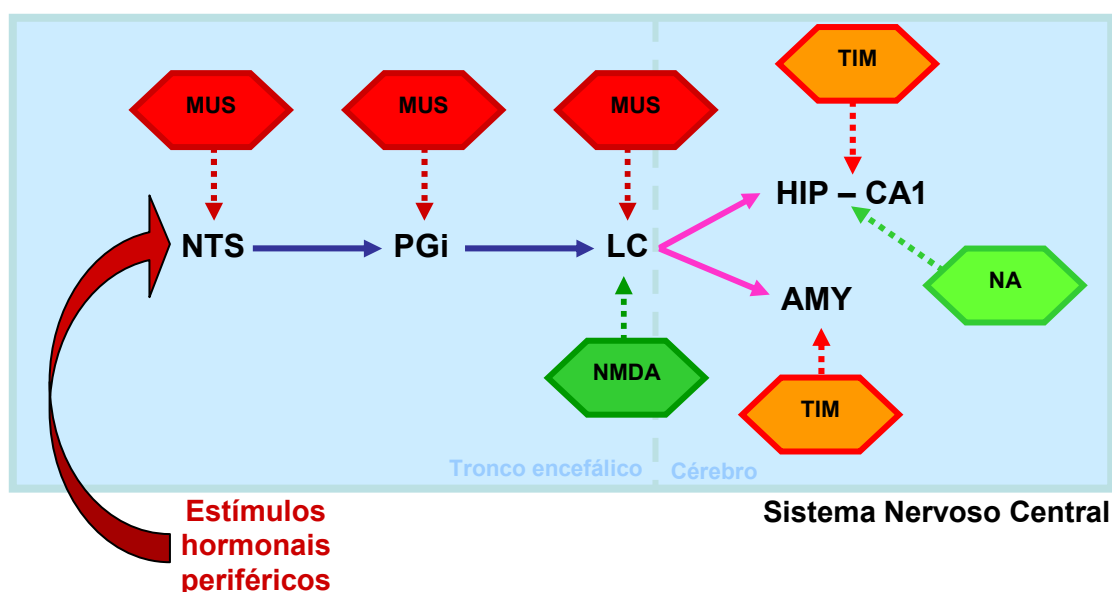 TIM
MUS
MUS
MUS
HIP – CA1
NTS
PGi
LC
NA
AMY
NMDA
TIM
Tronco encefálico
Cérebro
Estímulos
hormonais
periféricos
Sistema Nervoso Central